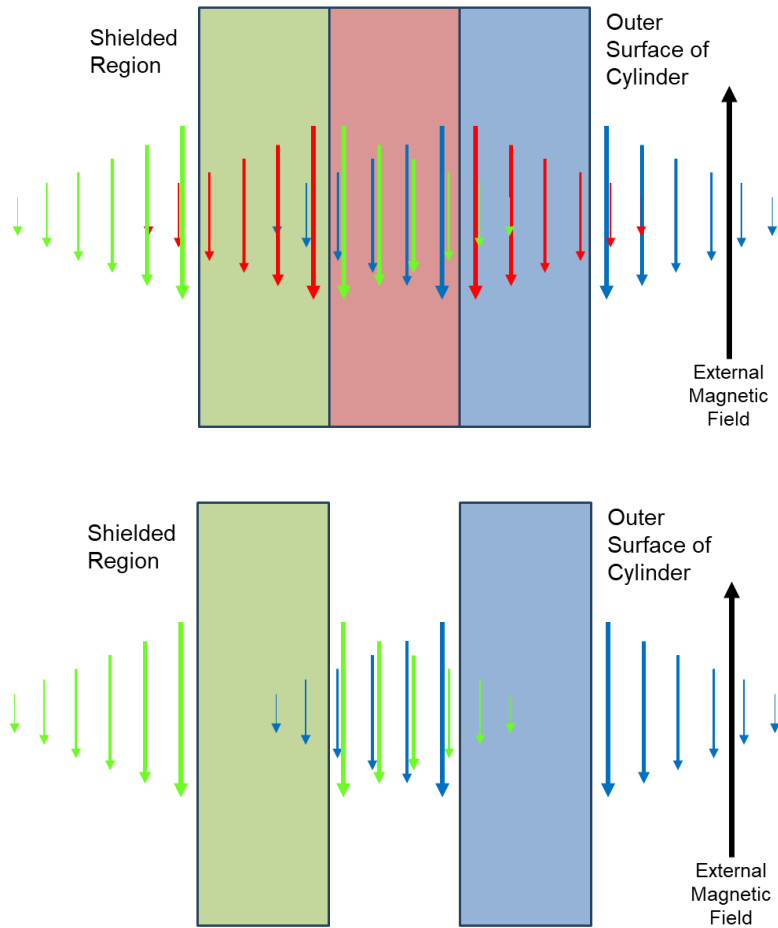 Shielded
Region
Outer
Surface of
Cylinder
External
Magnetic
Field
Shielded
Region
Outer
Surface of
Cylinder
External
Magnetic
Field